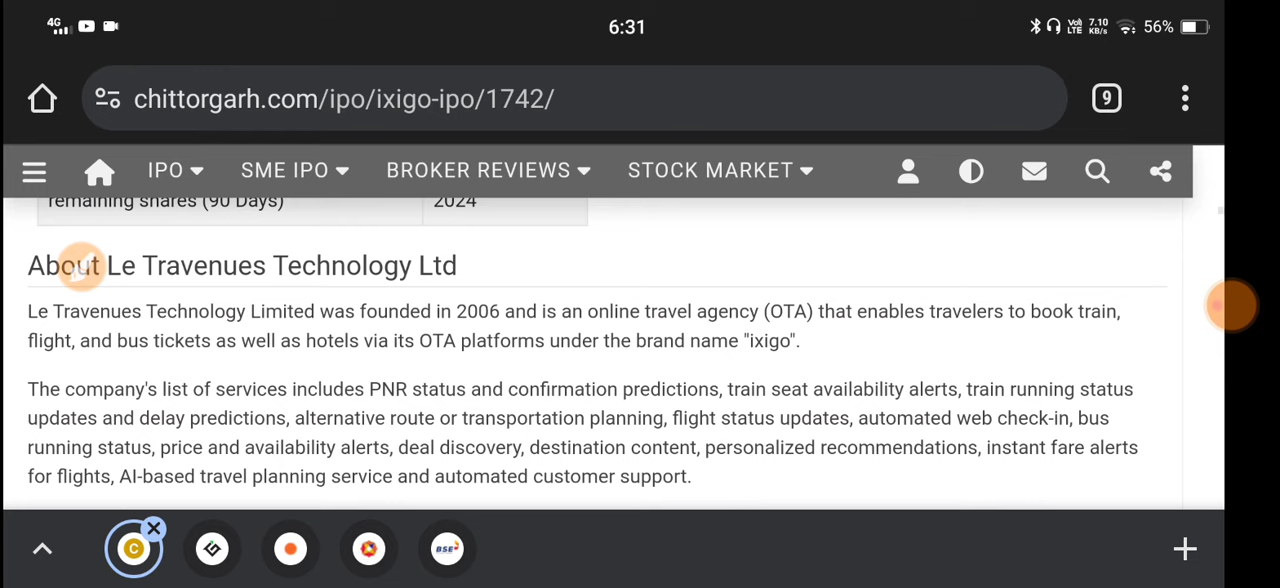 4G 6:31 Vo) LTE 7.10 KB/s 56%
chittorgarh.com/ipo/ixigo-ipo/1742/ 9
IPO SME IPO BROKER REVIEWS STOCK MARKET
remaining shares (90 Days) 2024
About Le Travenues Technology Ltd
Le Travenues Technology Limited was founded in 2006 and is an online travel agency (OTA) that enables travelers to book train,
flight, and bus tickets as well as hotels via its OTA platforms under the brand name "ixigo".
The company's list of services includes PNR status and confirmation predictions, train seat availability alerts, train running status
updates and delay predictions, alternative route or transportation planning, flight status updates, automated web check-in, bus
running status, price and availability alerts, deal discovery, destination content, personalized recommendations, instant fare alerts
for flights, AI-based travel planning service and automated customer support.
C BSE